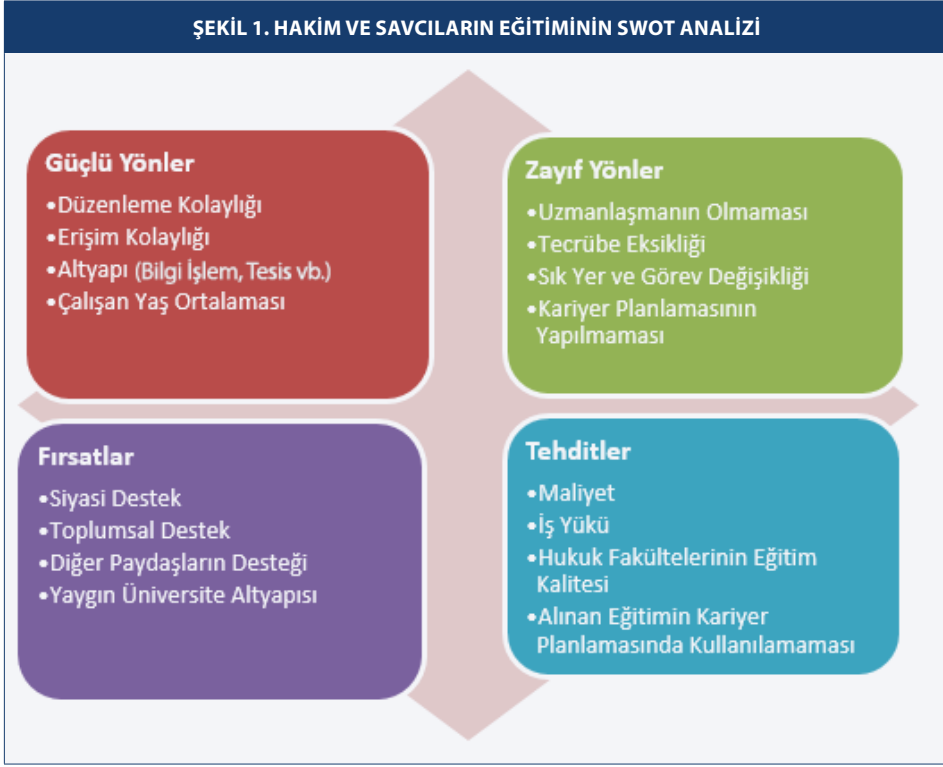 ŞEKİL 1. HAKİM VE SAVCILARIN EĞİTİMİNİN SWOT ANALİZİ
Güçlü Yönler
•Düzenleme Kolaylığı
•Erişim Kolaylığı
•Altyapı (Bilgi İşlem, Tesis vb.)
•Çalışan Yaş Ortalaması
Zayıf Yönler
•Uzmanlaşmanın Olmaması
•Tecrübe Eksikliği
•Sık Yer ve Görev Değişikliği
•Kariyer Planlamasının
Yapılmaması
Fırsatlar
•Siyasi Destek
•Toplumsal Destek
•Diğer Paydaşların Desteği
•Yaygın Üniversite Altyapısı
Tehditler
•Maliyet
•İş Yükü
•Hukuk Fakültelerinin Eğitim
Kalitesi
•Alınan Eğitimin Kariyer
Planlamasında Kullanılamaması